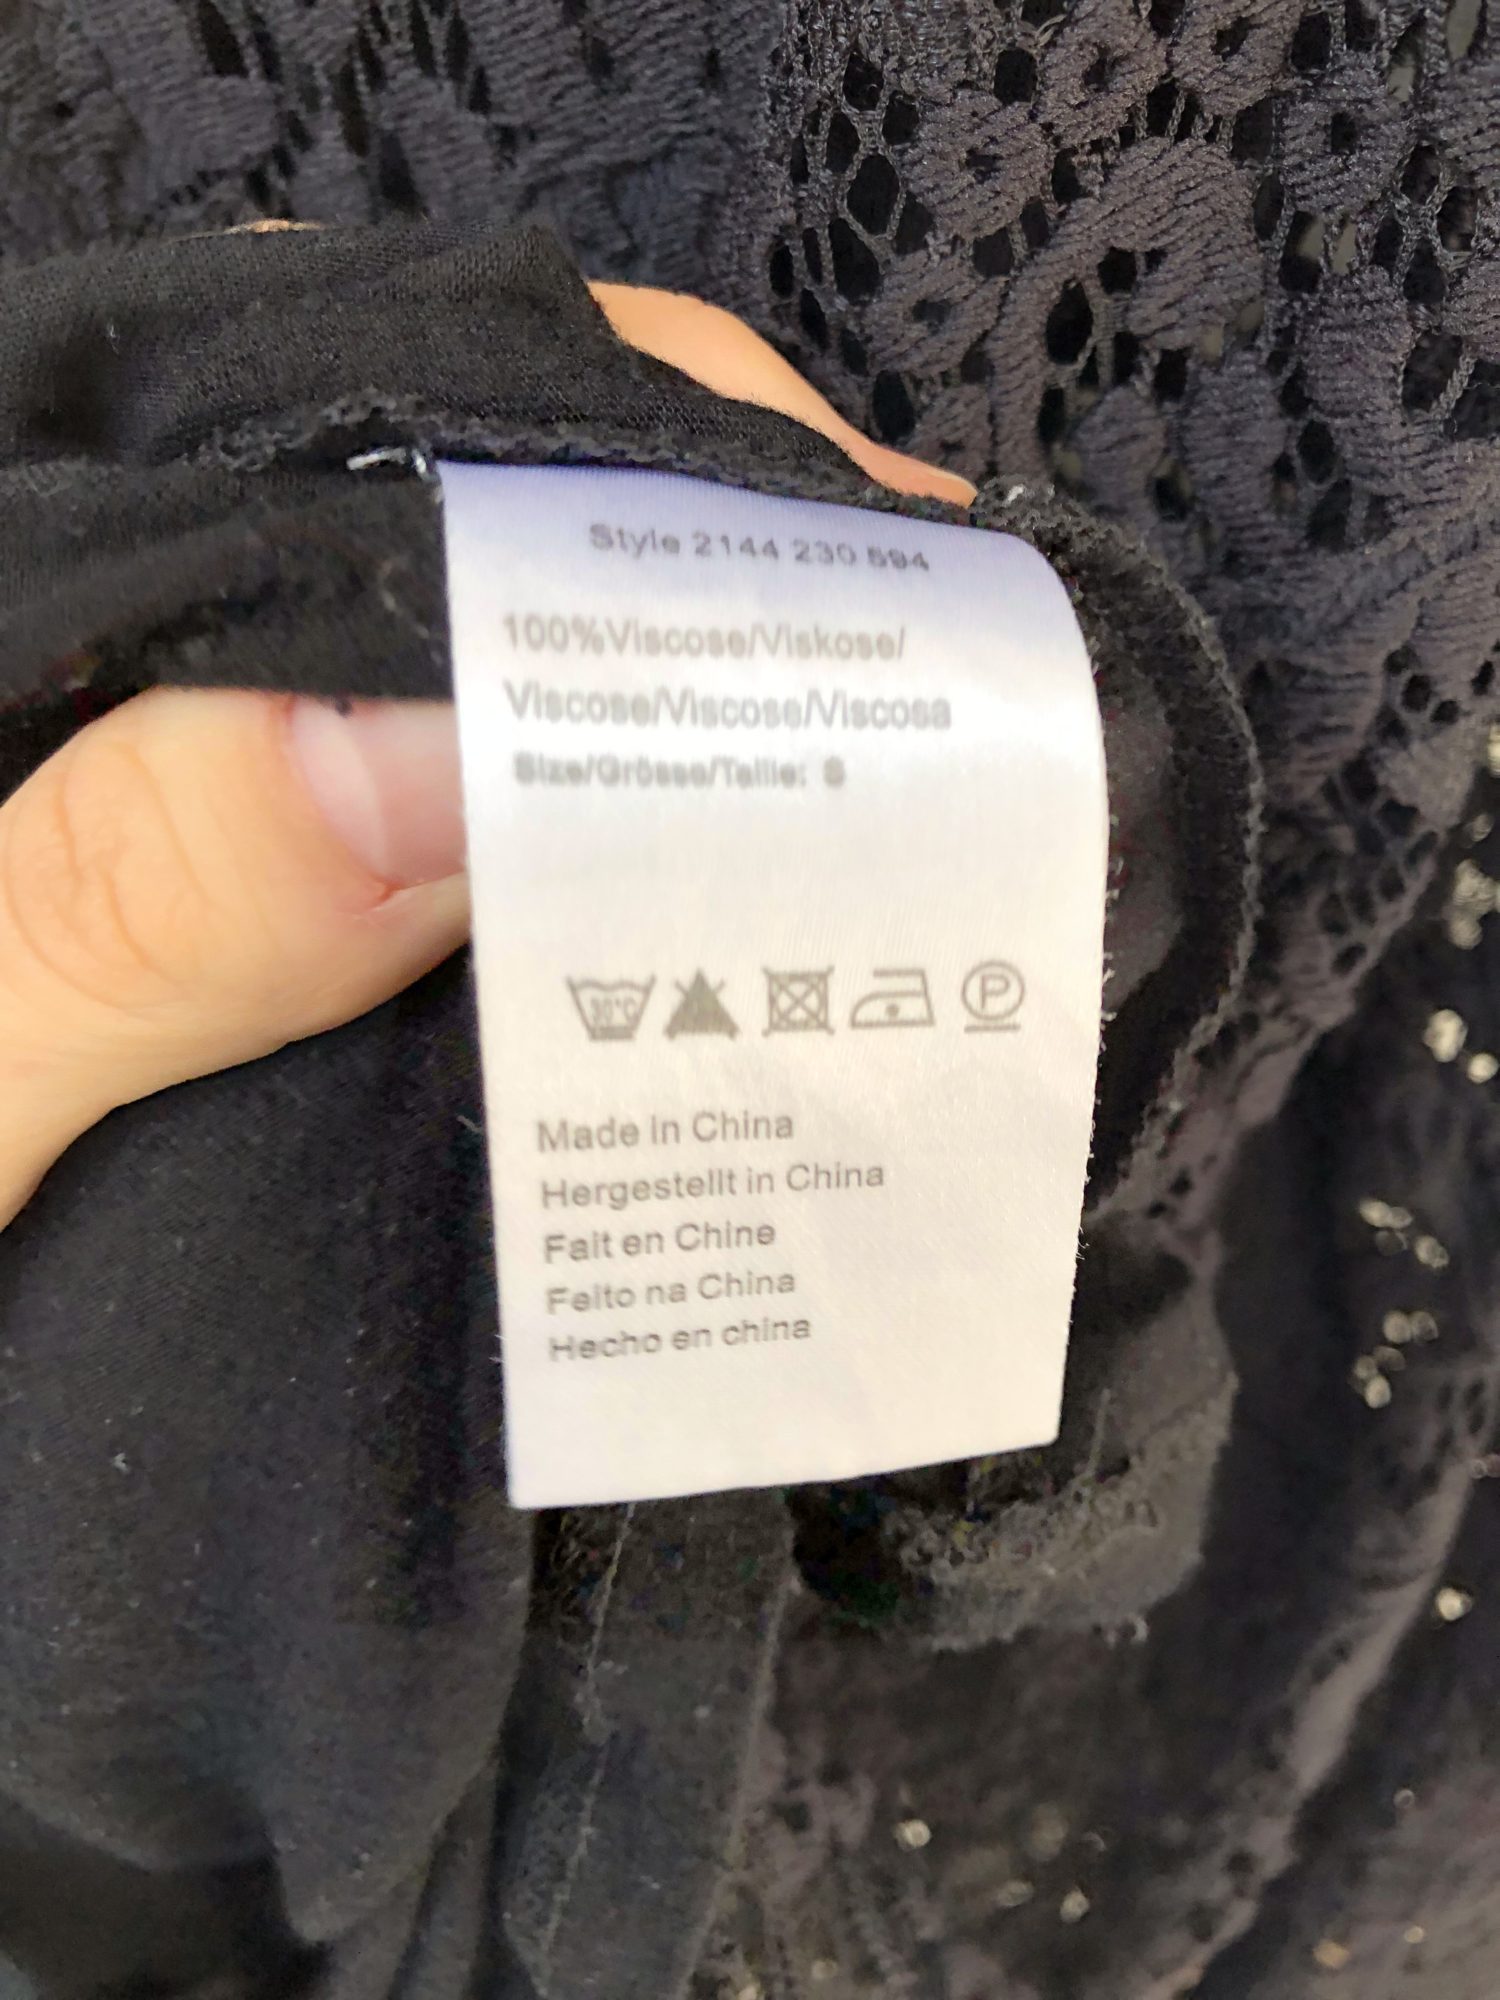 Style 2144 230 594
100%Viscose/Viskose/
Viscose/Viscose/Viscosa
Size/Grösse/Taille: S
30°C
P
Made in China
Hergestellt in China
Fait en Chine
Feito na China
Hecho en china